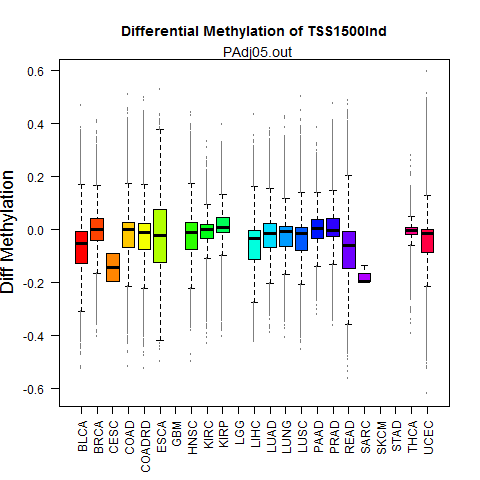 Differential Methylation of TSS1500Ind
PAdj05.out
Diff Methylation
0.6
0.4
0.2
0.0
-0.2
-0.4
-0.6
BLCA
BRCA
CESC
COAD
COADRD
ESCA
GBM
HNSC
KIRC
KIRP
LGG
LIHC
LUAD
LUNG
LUSC
PAAD
PRAD
READ
SARC
SKCM
STAD
THCA
UCEC